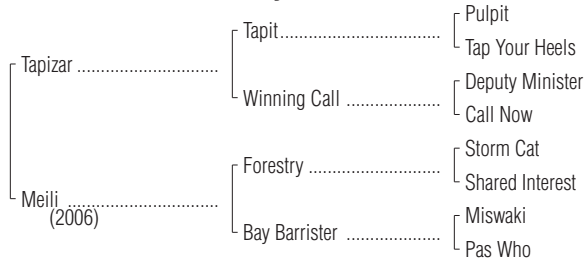 Pulpit
Tapit
Tap Your Heels
Tapizar
Deputy Minister
Winning Call
Call Now
Storm Cat
Forestry
Shared Interest
Meili
(2006)
Miswaki
Bay Barrister
Pas Who